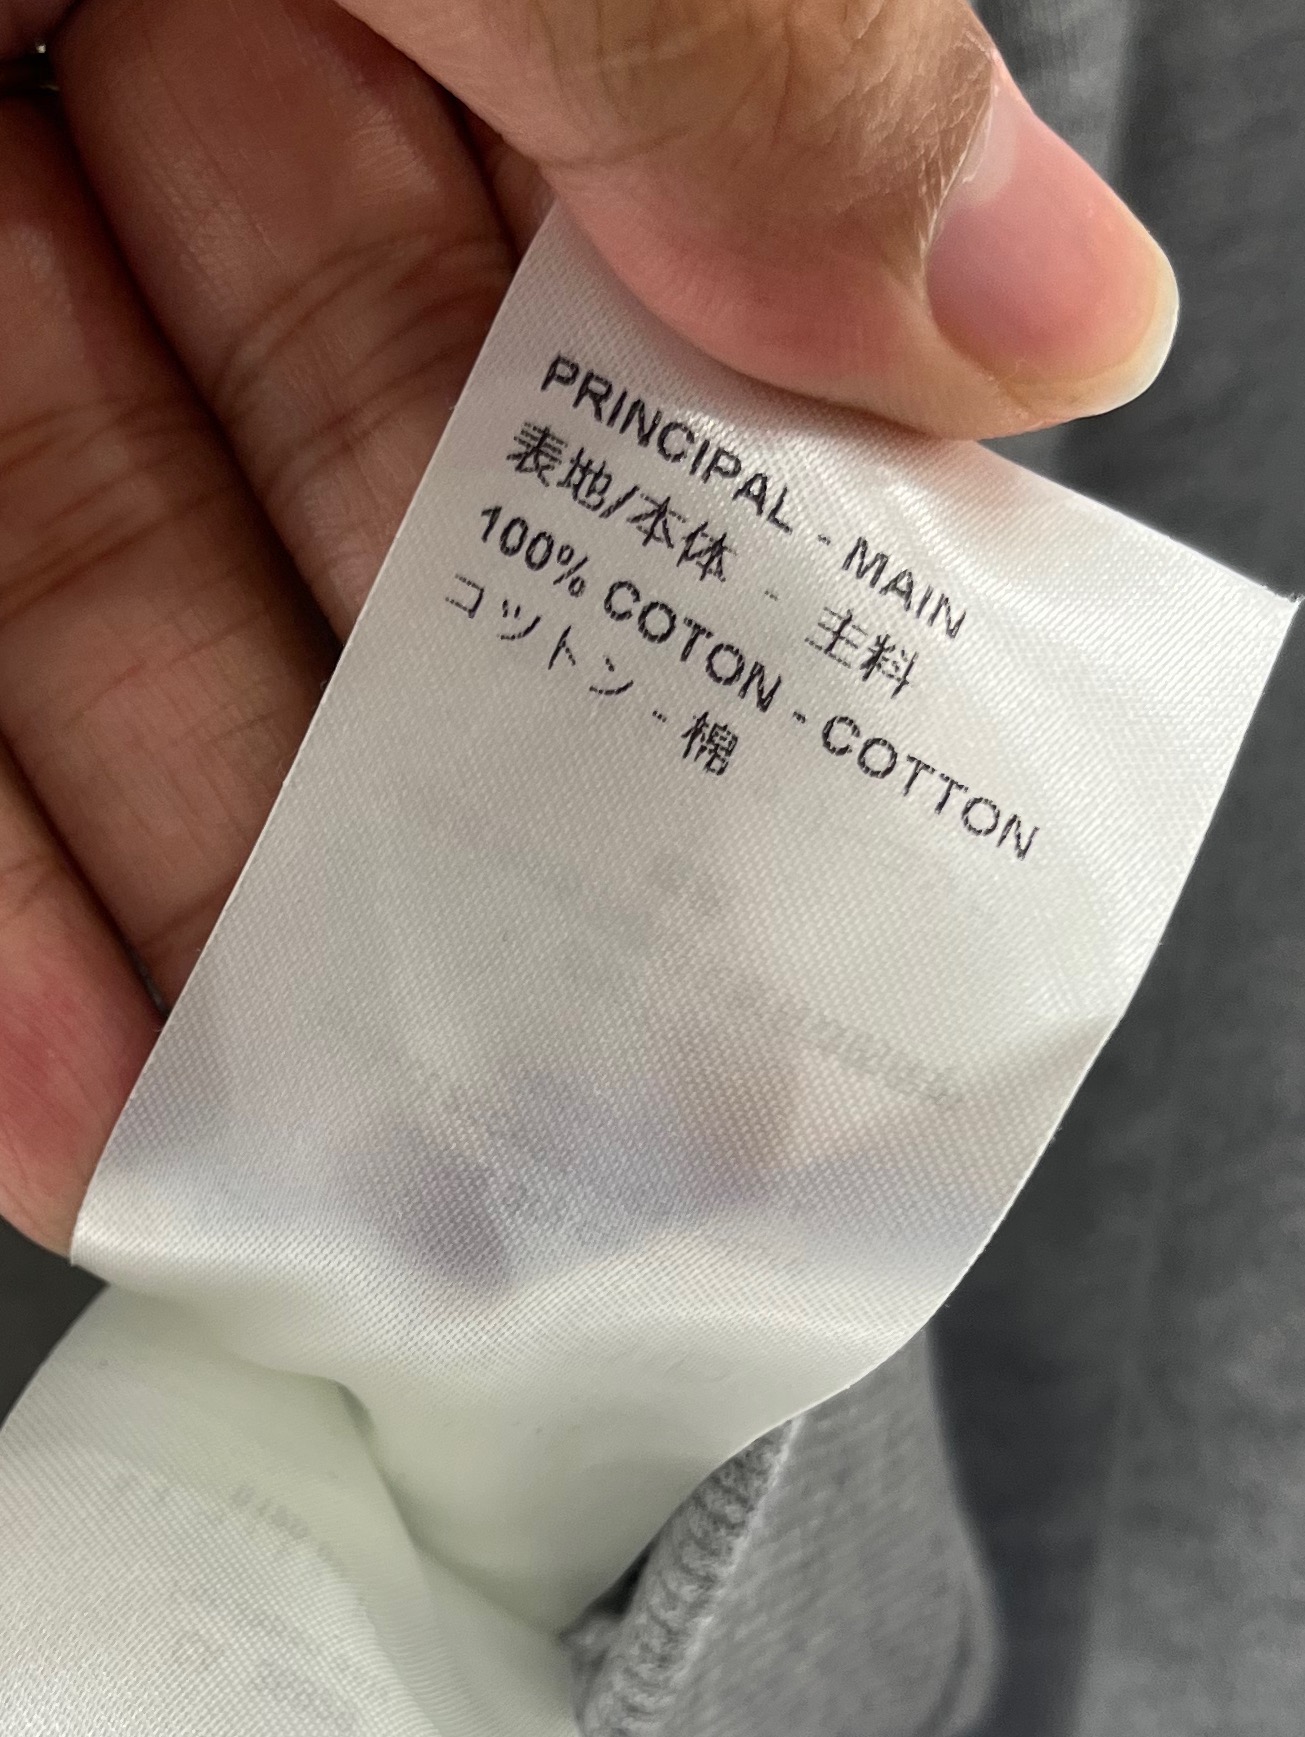 PRINCIPAL - MAIN
表地/本体 - 主料
100% COTON - COTTON
コットン - 棉